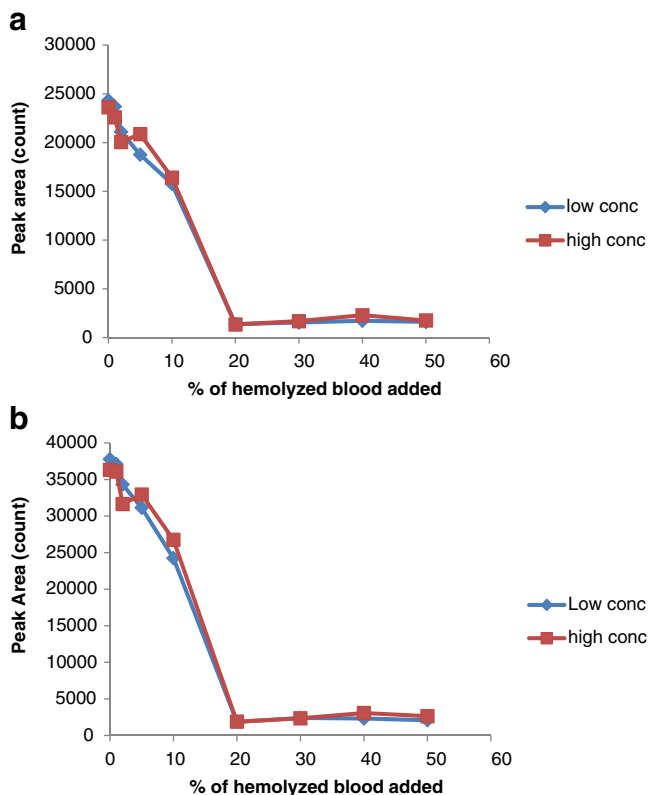 a
30000
25000
20000
15000
10000
5000
0
Peak area (count)
0 10 20 30 40 50 60
% of hemolyzed blood added
low conc
high conc
b
40000
35000
30000
25000
20000
15000
10000
5000
0
Peak Area (count)
0 10 20 30 40 50 60
% of hemolyzed blood added
Low conc
high conc